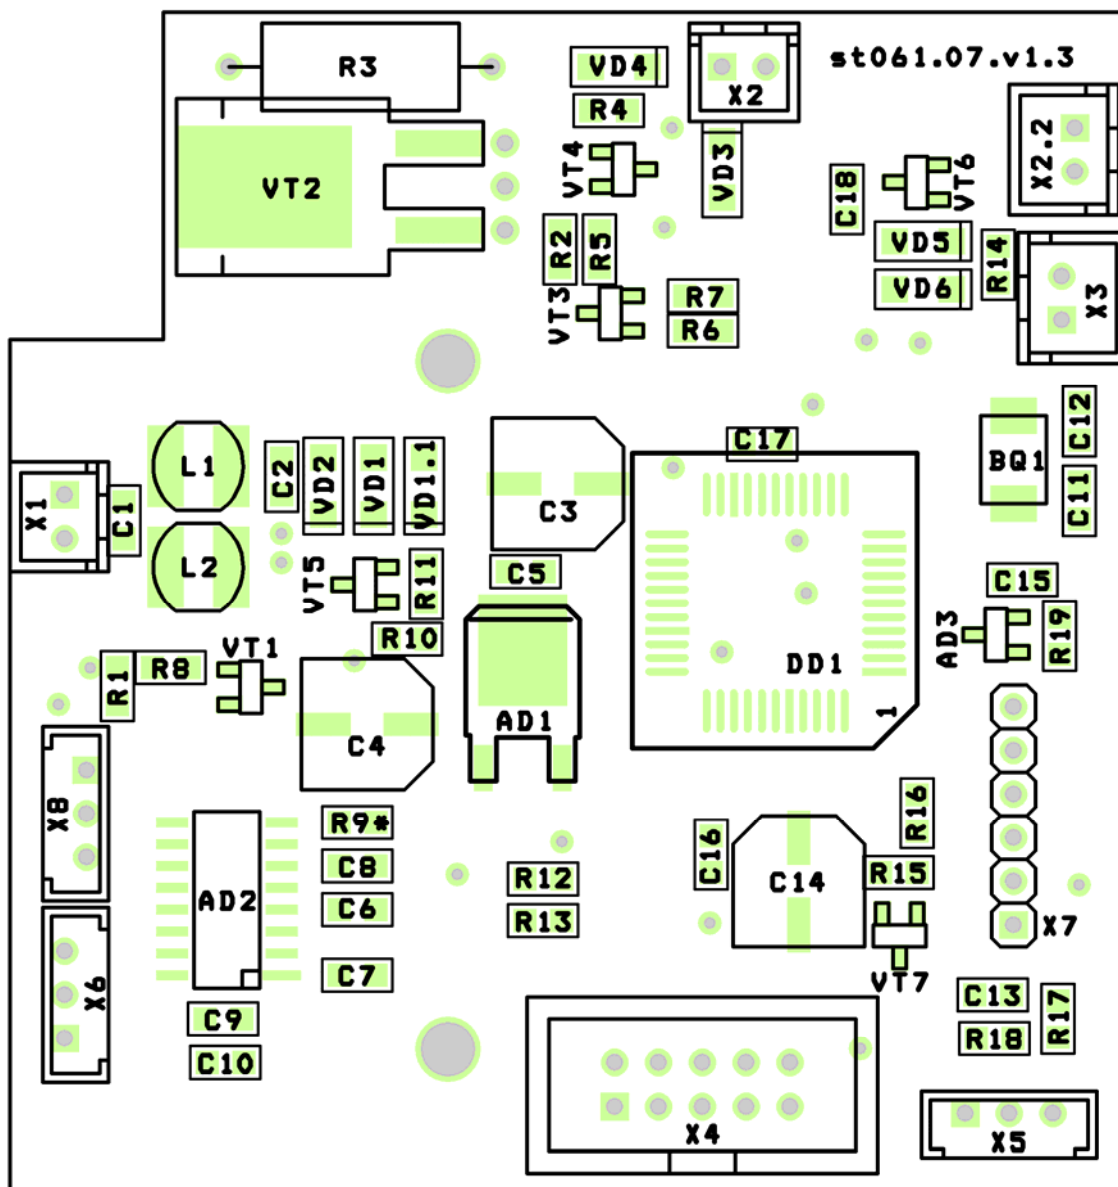 R3
VD4
X2
st061.07.v1.3
R4
VT4
VD3
X2.2
VT2
C18
VT6
R2
R5
VD5
R14
VT3
R7
VD6
X3
R6
C17
C12
L1
C2
VD2
VD1
VD1.1
BQ1
X1
C1
C3
C11
L2
VT5
R11
C5
C15
R10
AD3
R19
VT1
R1
R8
DD1
C4
AD1
1
X8
R9*
R16
C8
C16
R12
C14
R15
AD2
C6
R13
X7
X6
C7
VT7
C9
C13
R17
C10
R18
X4
X5